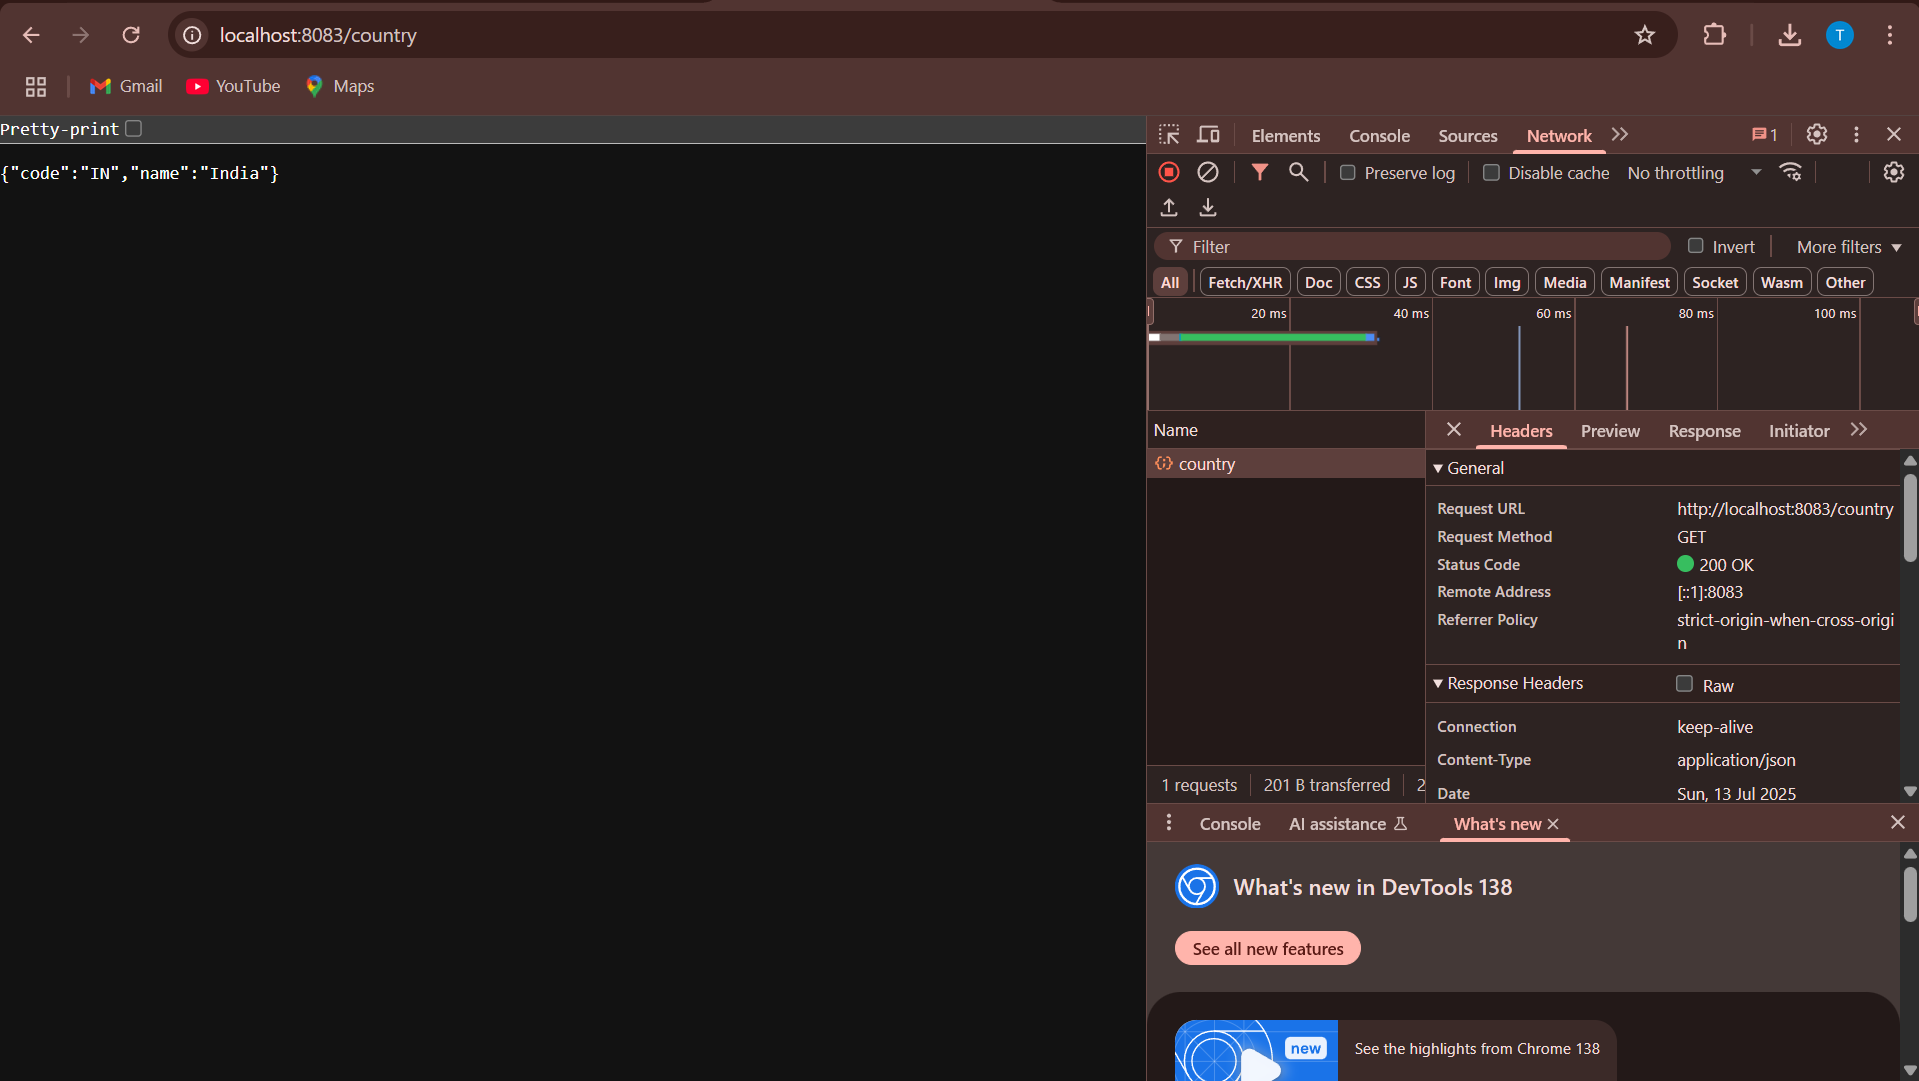 localhost:8083/country
T
Gmail YouTube Maps
Pretty-print
{"code":"IN","name":"India"}
Elements Console Sources Network 1
Preserve log Disable cache No throttling
Filter Invert More filters
All Fetch/XHR Doc CSS JS Font Img Media Manifest Socket Wasm Other
20 ms 40 ms 60 ms 80 ms 100 ms
Name
country
1 requests 201 B transferred 2
Headers Preview Response Initiator
General
Request URL http://localhost:8083/country
Request Method GET
Status Code 200 OK
Remote Address [::1]:8083
Referrer Policy strict-origin-when-cross-origi
n
Response Headers Raw
Connection keep-alive
Content-Type application/json
Date Sun, 13 Jul 2025
Console AI assistance What's new
What's new in DevTools 138
See all new features
new
See the highlights from Chrome 138